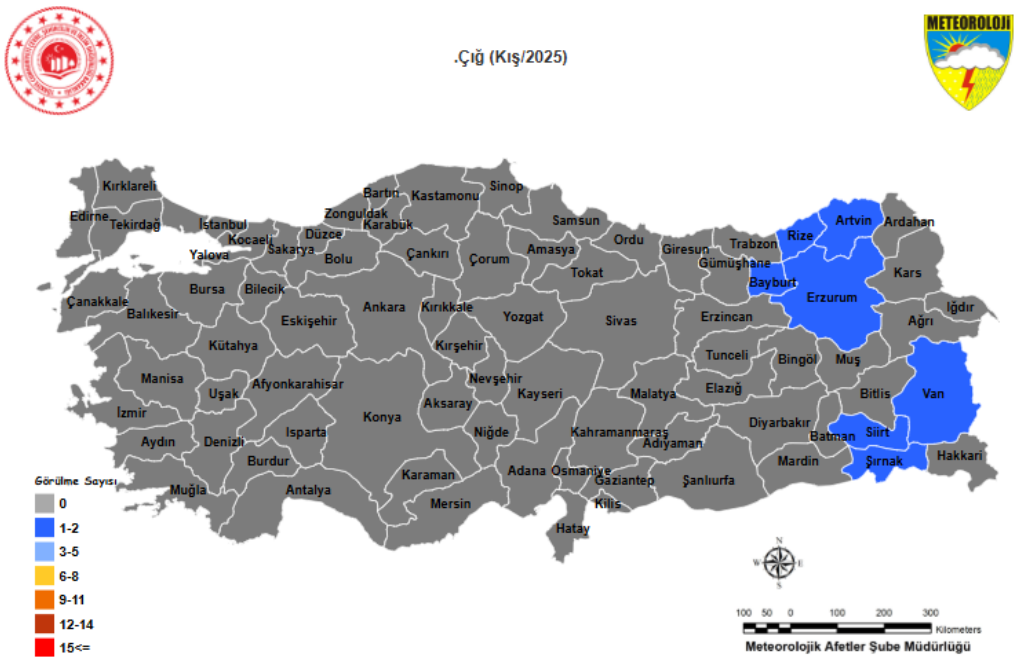 METEOROLOJİ
.Çığ (Kış/2025)
Kırklareli
Edirne
Tekirdağ
İstanbul
Kocaeli
Yalova
Sakarya
Düzce
Zonguldak
Bartın
Karabük
Kastamonu
Sinop
Bolu
Çankırı
Çorum
Samsun
Amasya
Ordu
Tokat
Giresun
Trabzon
Gümüşhane
Rize
Artvin
Ardahan
Bayburt
Kars
Erzurum
Iğdır
Ağrı
Çanakkale
Balıkesir
Bursa
Bilecik
Eskişehir
Ankara
Kırıkkale
Yozgat
Sivas
Erzincan
Kütahya
Kırşehir
Tunceli
Bingöl
Muş
Manisa
Uşak
Afyonkarahisar
Nevşehir
Kayseri
Malatya
Elazığ
Bitlis
Van
İzmir
Konya
Aksaray
Aydın
Denizli
Isparta
Niğde
Kahramanmaraş
Adıyaman
Diyarbakır
Batman
Siirt
Burdur
Karaman
Adana
Osmaniye
Gaziantep
Şanlıurfa
Mardin
Şırnak
Hakkari
Muğla
Antalya
Mersin
Kilis
Hatay
Görülme Sayısı
0
1-2
3-5
6-8
9-11
12-14
15<=
N
W E
S
100 50 0 100 200 300
Kilometers
Meteorolojik Afetler Şube Müdürlüğü